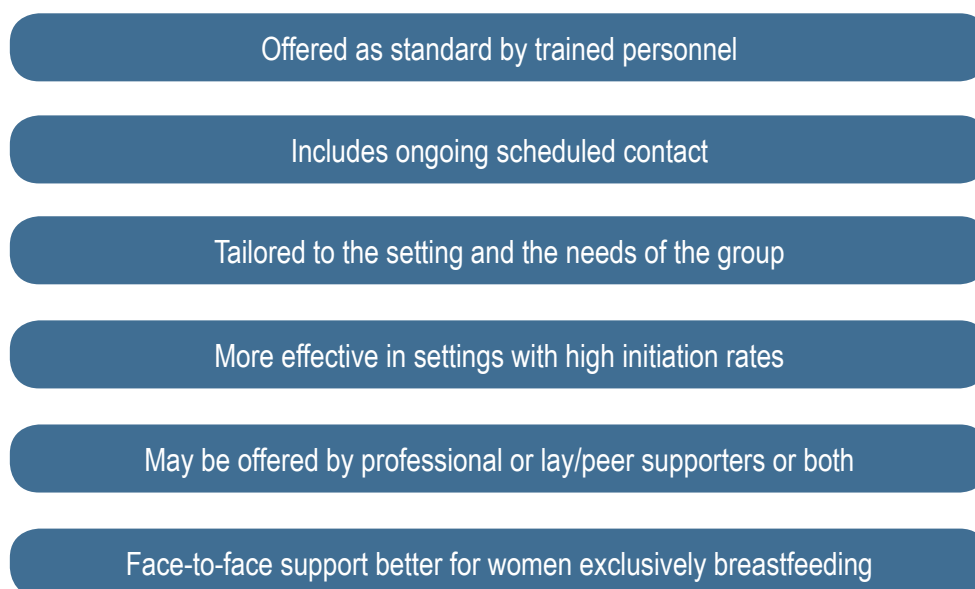 Offered as standard by trained personnel
Includes ongoing scheduled contact
Tailored to the setting and the needs of the group
More effective in settings with high initiation rates
May be offered by professional or lay/peer supporters or both
Face-to-face support better for women exclusively breastfeeding